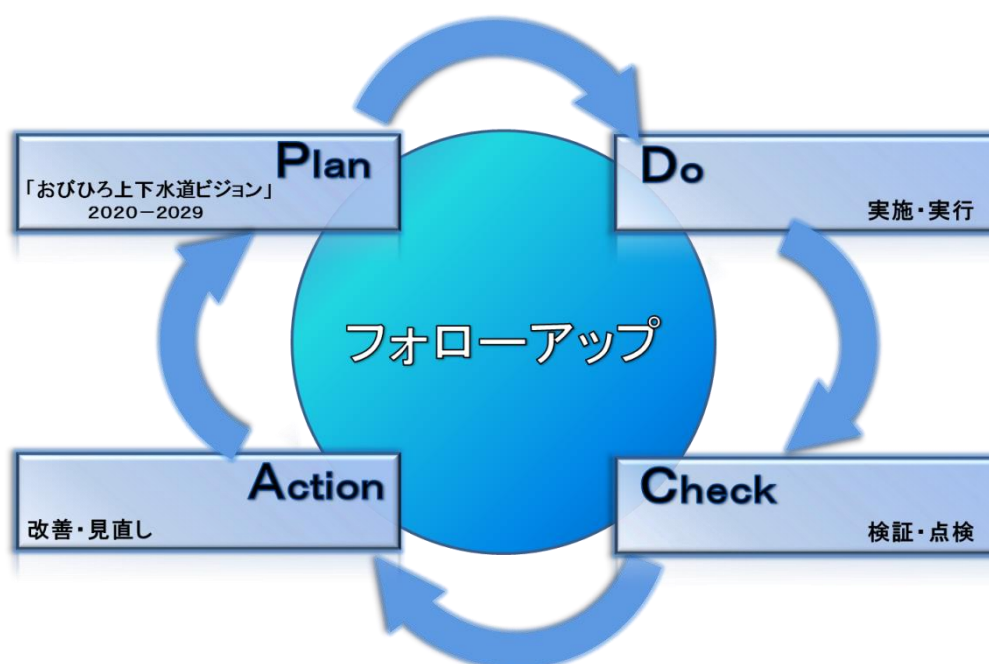 Plan
「おびひろ上下水道ビジョン」
2020－2029
Do
実施・実行
フォローアップ
Action
改善・見直し
Check
検証・点検